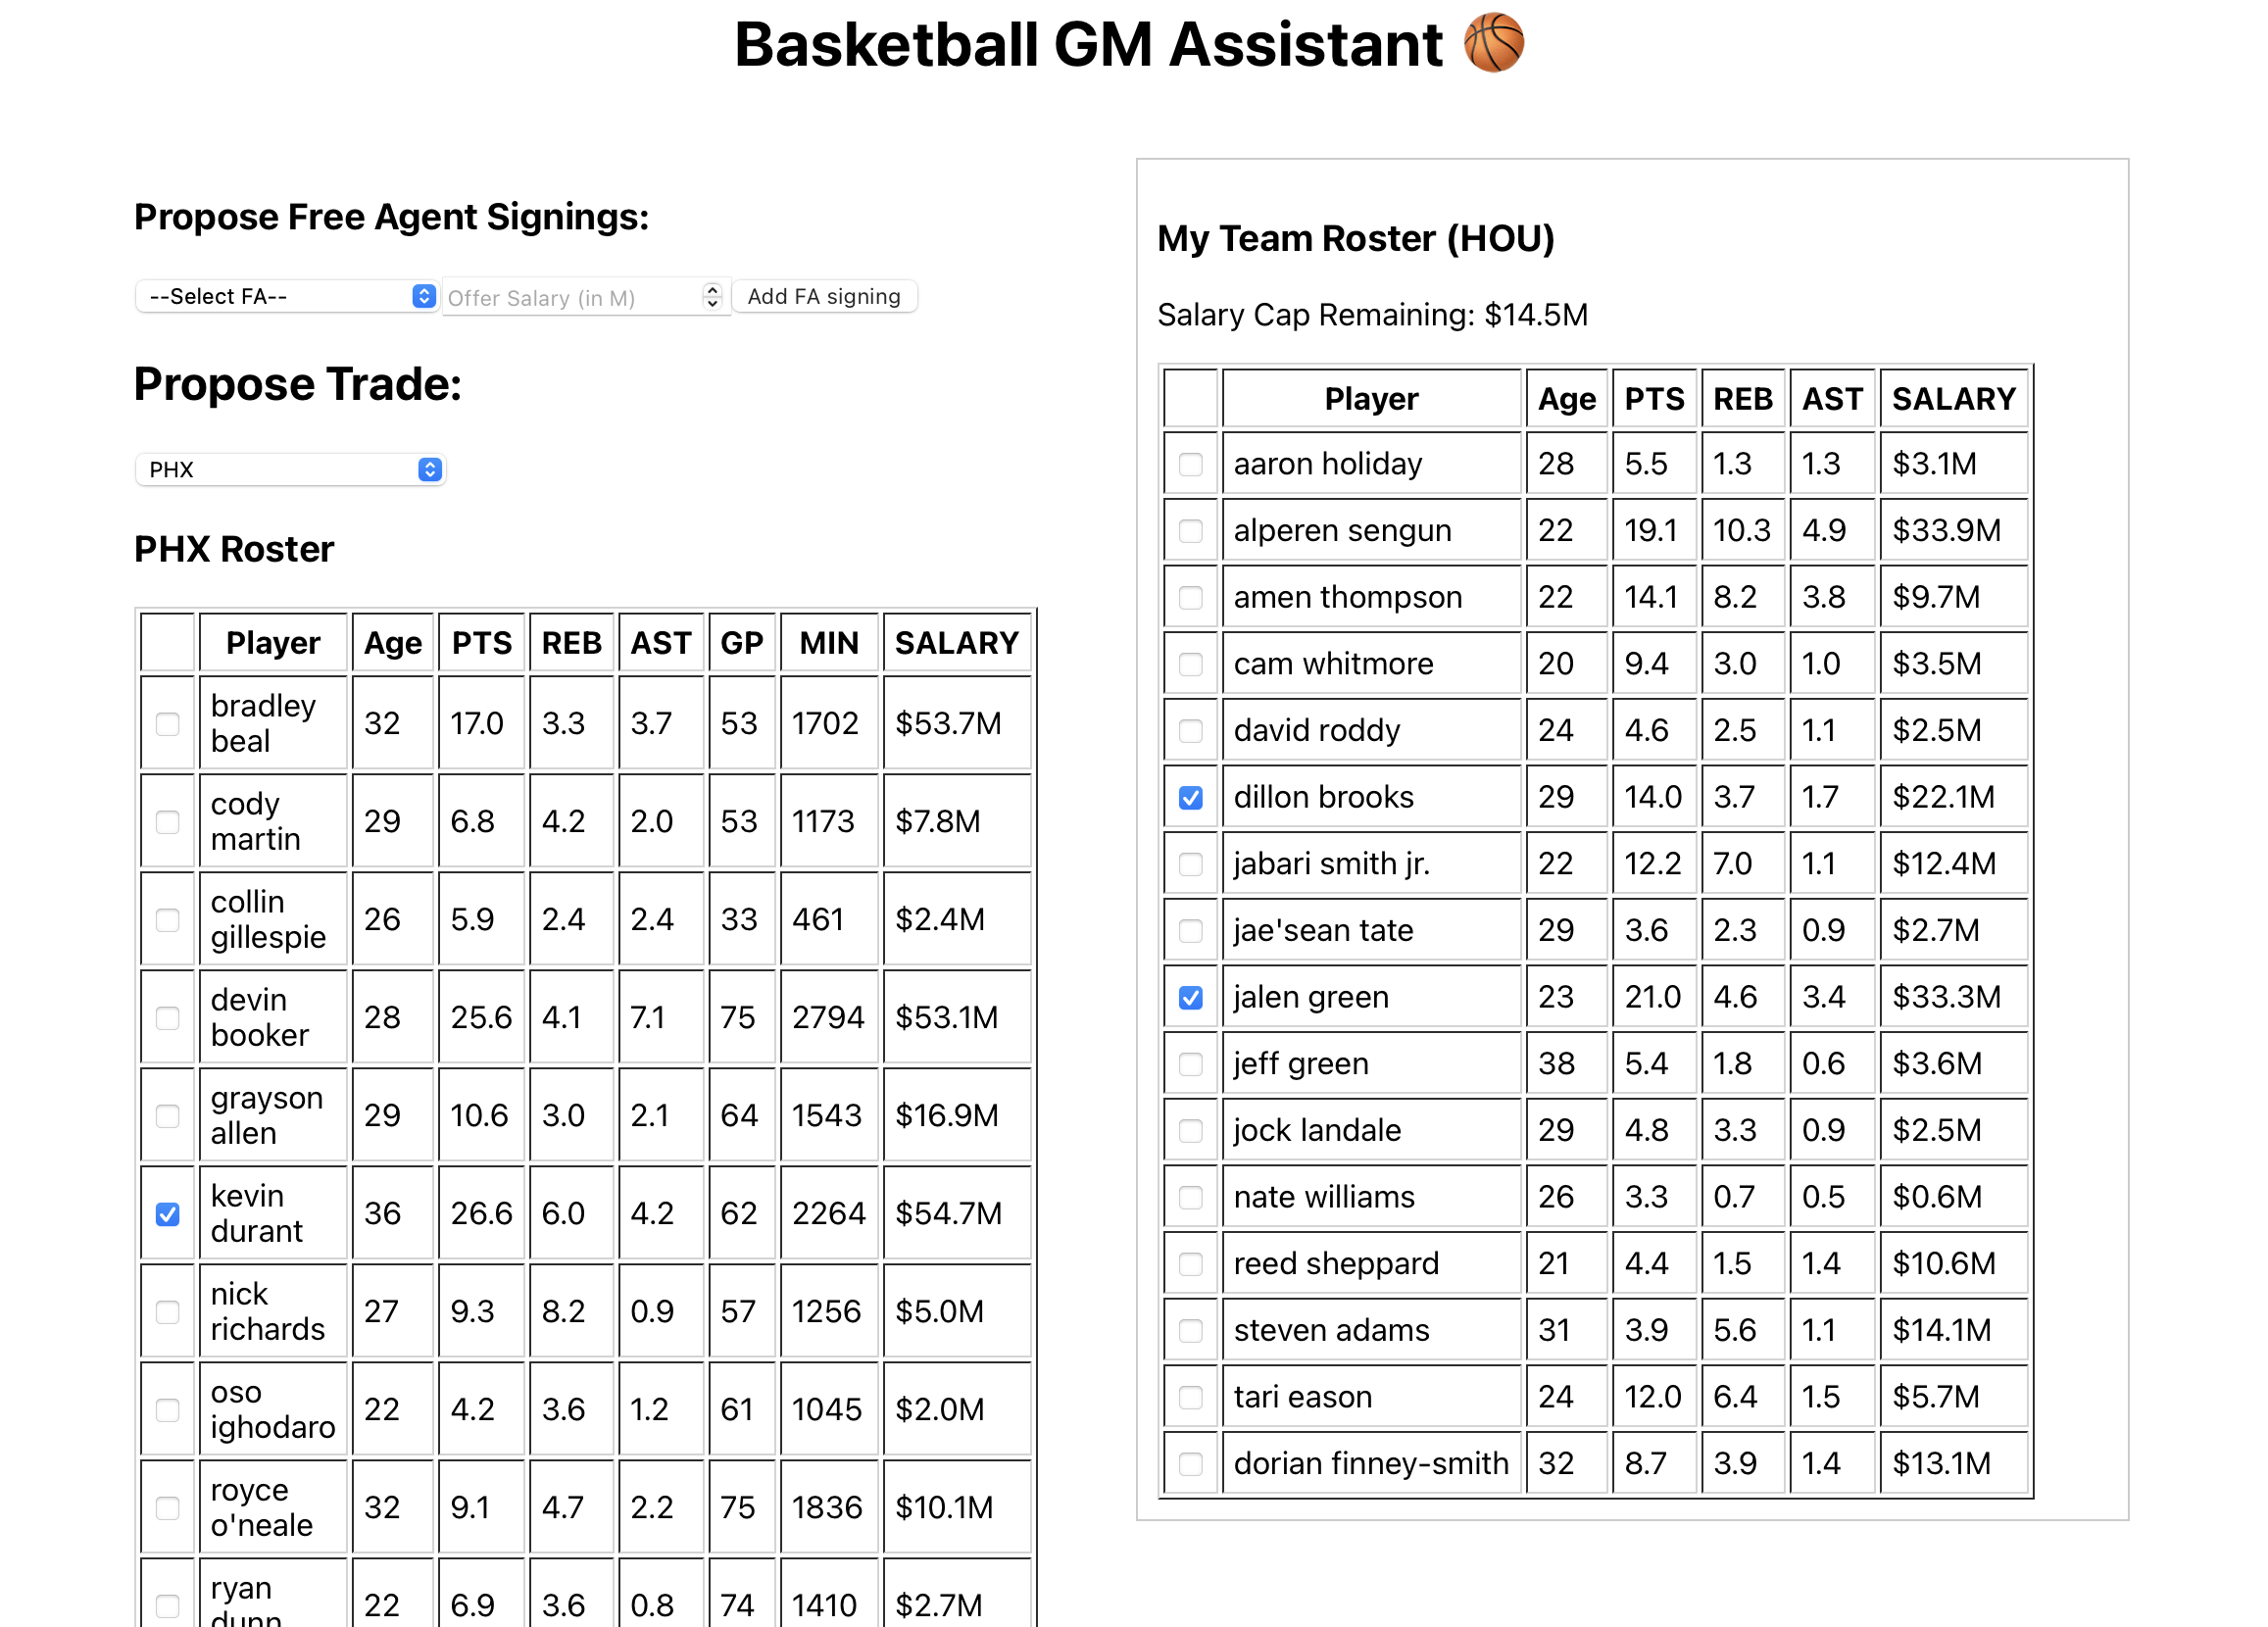 Basketball GM Assistant 🏀
Propose Free Agent Signings:
--Select FA-- Offer Salary (in M) Add FA signing
Propose Trade:
PHX
PHX Roster
Player Age PTS REB AST GP MIN SALARY
bradley beal 32 17.0 3.3 3.7 53 1702 $53.7M
cody martin 29 6.8 4.2 2.0 53 1173 $7.8M
collin gillespie 26 5.9 2.4 2.4 33 461 $2.4M
devin booker 28 25.6 4.1 7.1 75 2794 $53.1M
grayson allen 29 10.6 3.0 2.1 64 1543 $16.9M
kevin durant 36 26.6 6.0 4.2 62 2264 $54.7M
nick richards 27 9.3 8.2 0.9 57 1256 $5.0M
oso ighodaro 22 4.2 3.6 1.2 61 1045 $2.0M
royce o'neale 32 9.1 4.7 2.2 75 1836 $10.1M
ryan dunn 22 6.9 3.6 0.8 74 1410 $2.7M
My Team Roster (HOU)
Salary Cap Remaining: $14.5M
Player Age PTS REB AST SALARY
aaron holiday 28 5.5 1.3 1.3 $3.1M
alperen sengun 22 19.1 10.3 4.9 $33.9M
amen thompson 22 14.1 8.2 3.8 $9.7M
cam whitmore 20 9.4 3.0 1.0 $3.5M
david roddy 24 4.6 2.5 1.1 $2.5M
dillon brooks 29 14.0 3.7 1.7 $22.1M
jabari smith jr. 22 12.2 7.0 1.1 $12.4M
jae'sean tate 29 3.6 2.3 0.9 $2.7M
jalen green 23 21.0 4.6 3.4 $33.3M
jeff green 38 5.4 1.8 0.6 $3.6M
jock landale 29 4.8 3.3 0.9 $2.5M
nate williams 26 3.3 0.7 0.5 $0.6M
reed sheppard 21 4.4 1.5 1.4 $10.6M
steven adams 31 3.9 5.6 1.1 $14.1M
tari eason 24 12.0 6.4 1.5 $5.7M
dorian finney-smith 32 8.7 3.9 1.4 $13.1M